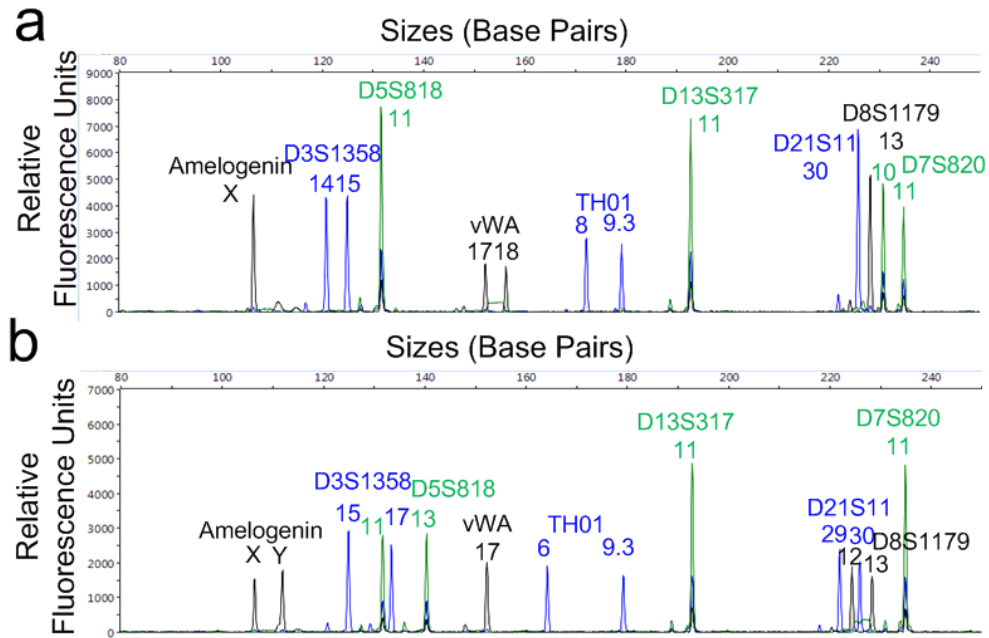 a
Sizes (Base Pairs)
80 100 120 140 160 180 200 220 240
Relative
Fluorescence Units
9000
8000
7000
6000
5000
4000
3000
2000
1000
0
Amelogenin
X
D3S1358
1415
D5S818
11
vWA
1718
TH01
8 9.3
D13S317
11
D21S11
30
D8S1179
13
10
D7S820
11
b
Sizes (Base Pairs)
80 100 120 140 160 180 200 220 240
Relative
Fluorescence Units
7000
6000
5000
4000
3000
2000
1000
0
Amelogenin
X Y
D3S1358
15 17
D5S818
11 13
vWA
17
TH01
6 9.3
D13S317
11
D7S820
11
D21S11
2930
D8S1179
12 13